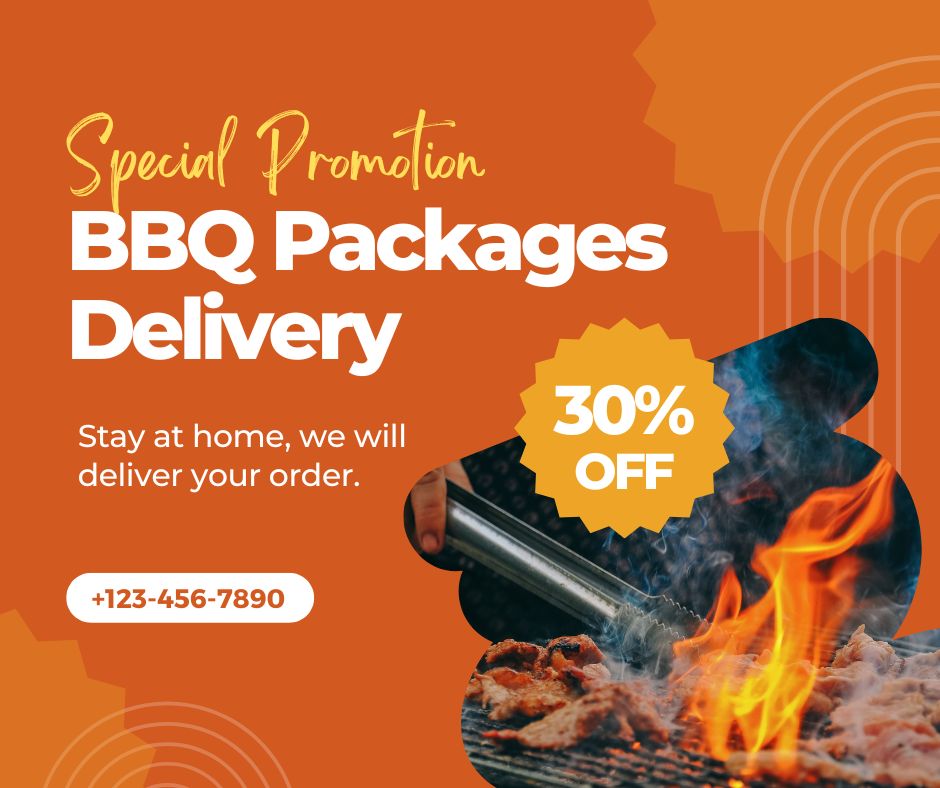 Special Promotion
BBQ Packages
Delivery
30%
OFF
Stay at home, we will
deliver your order.
+123-456-7890